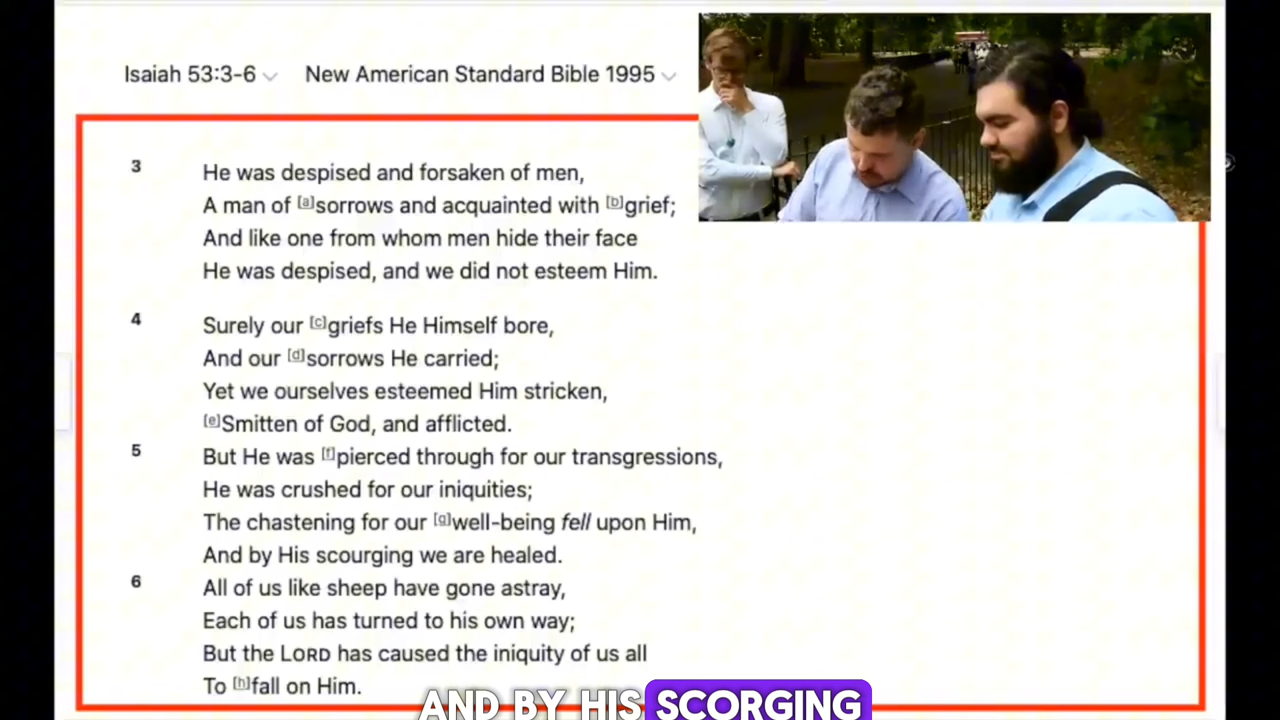 Isaiah 53:3-6 New American Standard Bible 1995
3 He was despised and forsaken of men,
A man of [a]sorrows and acquainted with [b]grief;
And like one from whom men hide their face
He was despised, and we did not esteem Him.
4 Surely our [c]griefs He Himself bore,
And our [d]sorrows He carried;
Yet we ourselves esteemed Him stricken,
[e]Smitten of God, and afflicted.
5 But He was [f]pierced through for our transgressions,
He was crushed for our iniquities;
The chastening for our [g]well-being fell upon Him,
And by His scourging we are healed.
6 All of us like sheep have gone astray,
Each of us has turned to his own way;
But the LORD has caused the iniquity of us all
To [h]fall on Him.
AND BY HIS SCORGING